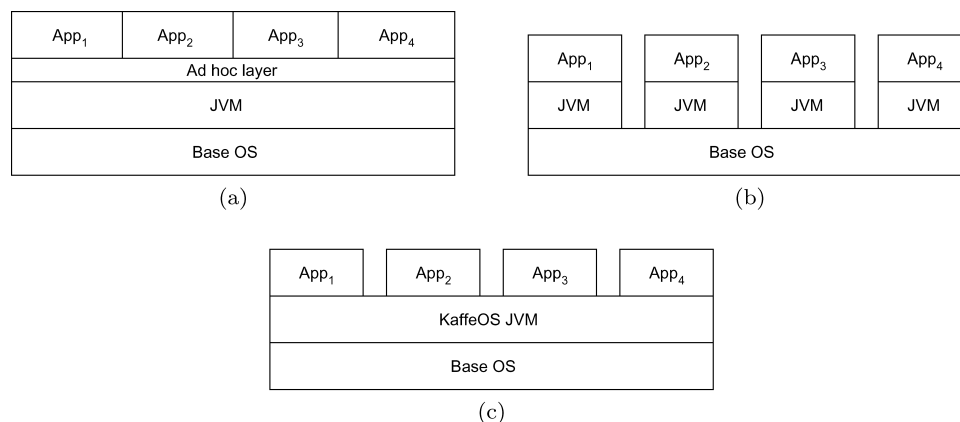 App₁ App₂ App₃ App₄
Ad hoc layer
JVM
Base OS
(a)
App₁ App₂ App₃ App₄
JVM JVM JVM JVM
Base OS
(b)
App₁ App₂ App₃ App₄
KaffeOS JVM
Base OS
(c)